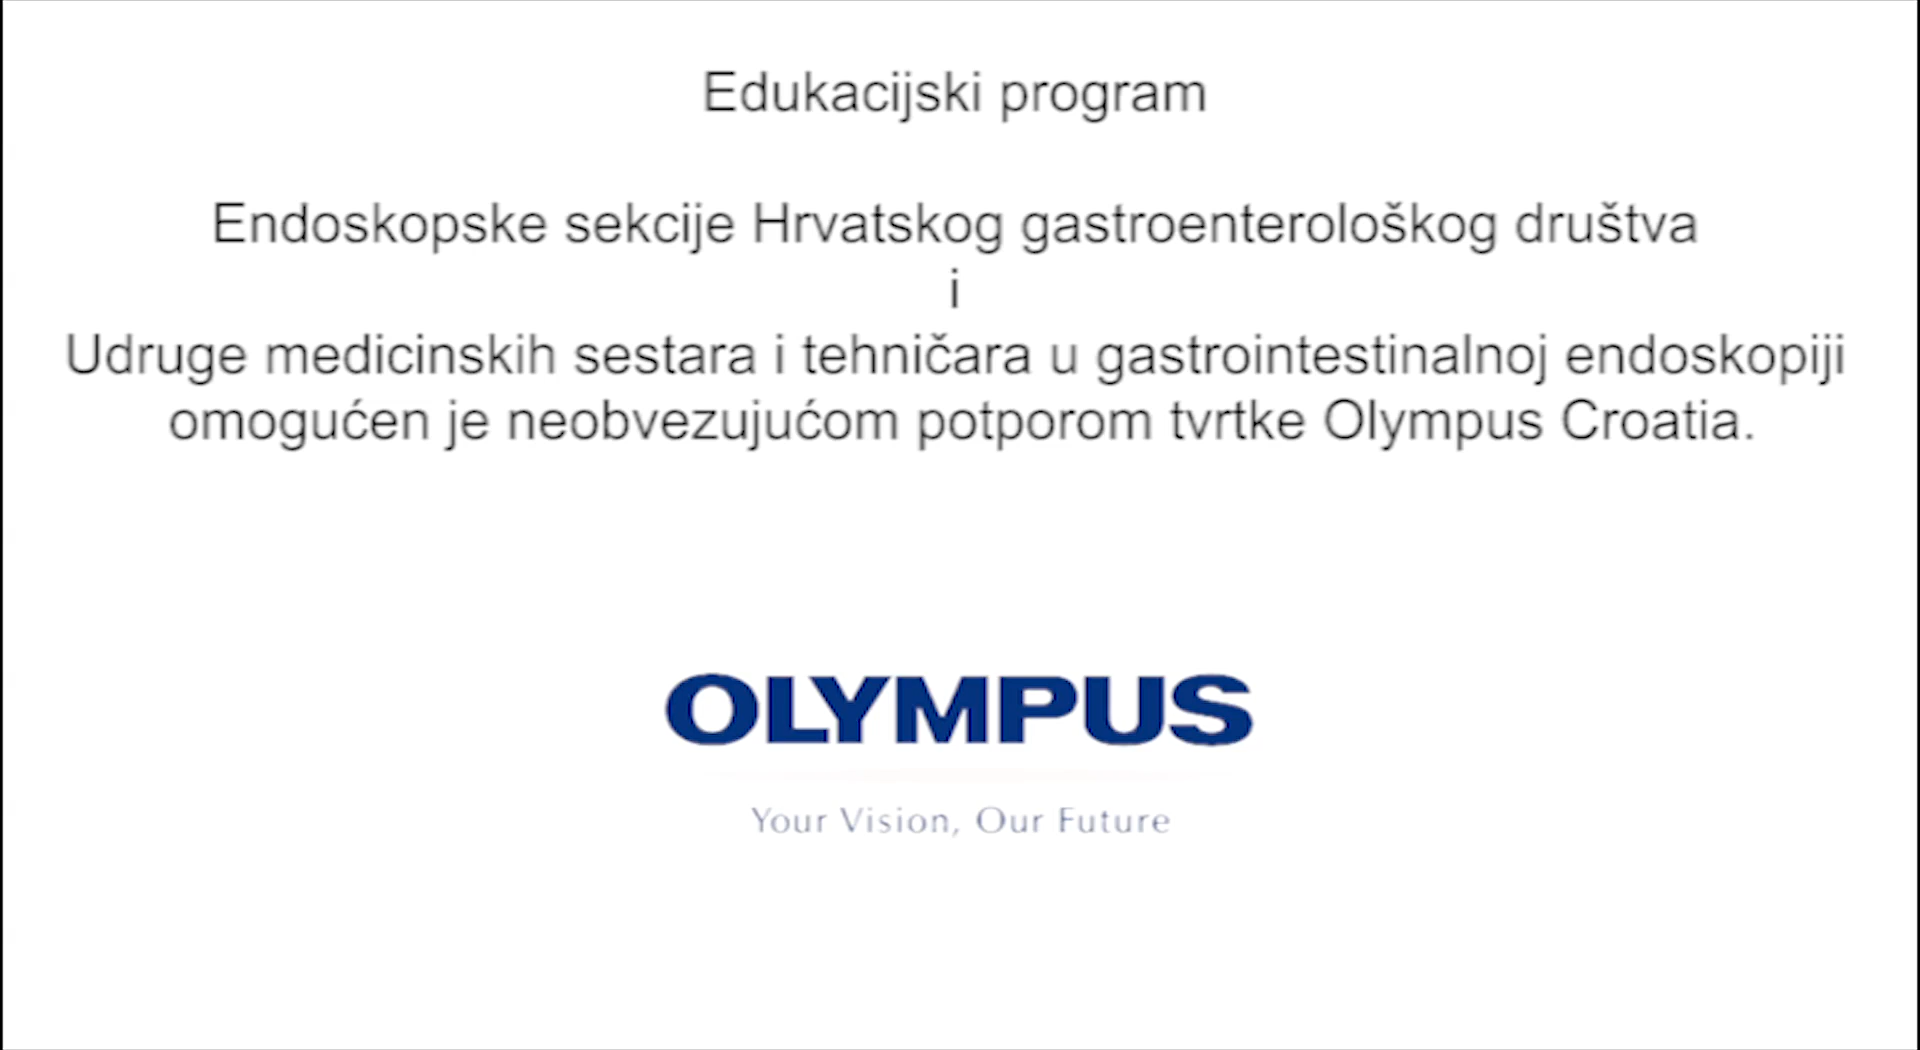 Edukacijski program
Endoskopske sekcije Hrvatskog gastroenterološkog društva
i
Udruge medicinskih sestara i tehničara u gastrointestinalnoj endoskopiji
omogućen je neobvezujućom potporom tvrtke Olympus Croatia.
OLYMPUS
Your Vision, Our Future